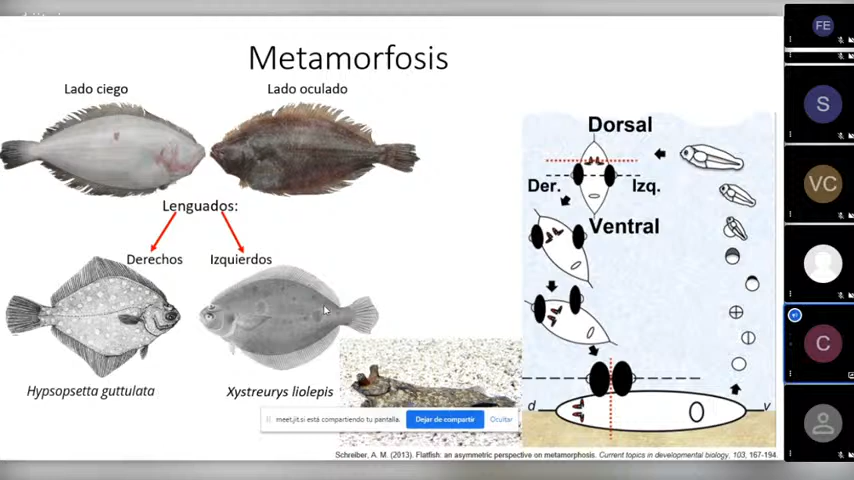 Metamorfosis
Lado ciego
Lado oculado
Lenguados:
Derechos
Izquierdos
Hypsopsetta guttulata
Xystreurys liolepis
meet.jit.si está compartiendo tu pantalla.
Dejar de compartir
Ocultar
Dorsal
Der.
Izq.
Ventral
d
v
Schreiber, A. M. (2013). Flatfish: an asymmetric perspective on metamorphosis. Current topics in developmental biology, 103, 167-194.
FE
S
VC
C